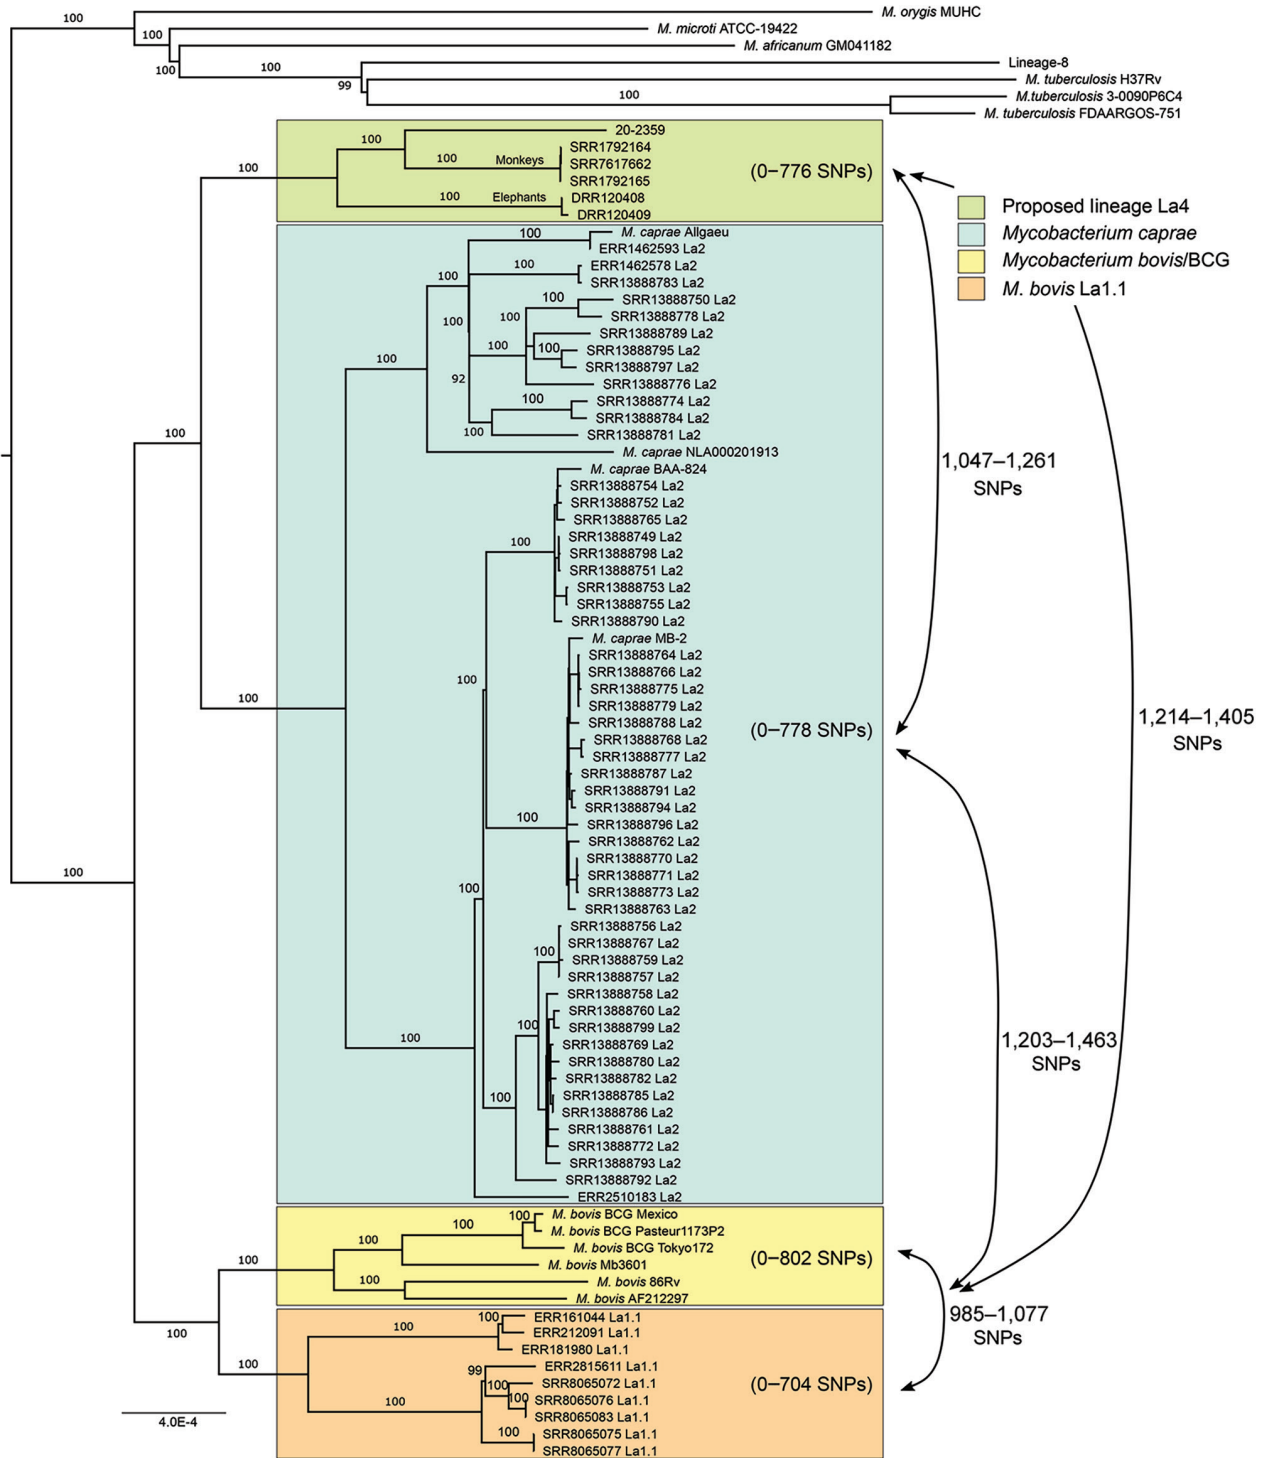 100
M. orygis MUHC
100
M. microti ATCC-19422
M. africanum GM041182
100
100
Lineage-8
99
M. tuberculosis H37Rv
100
M.tuberculosis 3-0090P6C4
M. tuberculosis FDAARGOS-751
20-2359
100
SRR1792164
100
Monkeys
SRR7617662
100
SRR1792165
(0–776 SNPs)
100
Elephants
DRR120408
DRR120409
Proposed lineage La4
Mycobacterium caprae
Mycobacterium bovis/BCG
M. bovis La1.1
100
M. caprae Allgaeu
ERR1462593 La2
100
ERR1462578 La2
100
SRR13888783 La2
100
SRR13888750 La2
100
SRR13888778 La2
100
SRR13888789 La2
100
100
SRR13888795 La2
100
SRR13888797 La2
92
SRR13888776 La2
100
SRR13888774 La2
SRR13888784 La2
100
SRR13888781 La2
100
M. caprae NLA000201913
1,047–1,261
SNPs
M. caprae BAA-824
SRR13888754 La2
SRR13888752 La2
SRR13888765 La2
100
SRR13888749 La2
SRR13888798 La2
SRR13888751 La2
SRR13888753 La2
SRR13888755 La2
SRR13888790 La2
M. caprae MB-2
SRR13888764 La2
SRR13888766 La2
100
SRR13888775 La2
100
SRR13888779 La2
SRR13888788 La2
(0–778 SNPs)
1,214–1,405
SNPs
SRR13888768 La2
SRR13888777 La2
SRR13888787 La2
SRR13888791 La2
SRR13888794 La2
100
SRR13888796 La2
SRR13888762 La2
SRR13888770 La2
100
SRR13888771 La2
100
SRR13888773 La2
SRR13888763 La2
SRR13888756 La2
SRR13888767 La2
100
SRR13888759 La2
SRR13888757 La2
SRR13888758 La2
SRR13888760 La2
100
SRR13888799 La2
100
SRR13888769 La2
1,203–1,463
SNPs
SRR13888780 La2
SRR13888782 La2
100
SRR13888785 La2
SRR13888786 La2
SRR13888761 La2
SRR13888772 La2
SRR13888793 La2
SRR13888792 La2
ERR2510183 La2
100
M. bovis BCG Mexico
100
M. bovis BCG Pasteur1173P2
100
M. bovis BCG Tokyo172
(0–802 SNPs)
100
M. bovis Mb3601
100
M. bovis 86Rv
M. bovis AF212297
985–1,077
SNPs
100
100
ERR161044 La1.1
100
ERR212091 La1.1
ERR181980 La1.1
100
99
ERR2815611 La1.1
100
SRR8065072 La1.1
(0–704 SNPs)
100
100
SRR8065076 La1.1
SRR8065083 La1.1
100
SRR8065075 La1.1
SRR8065077 La1.1
4.0E-4